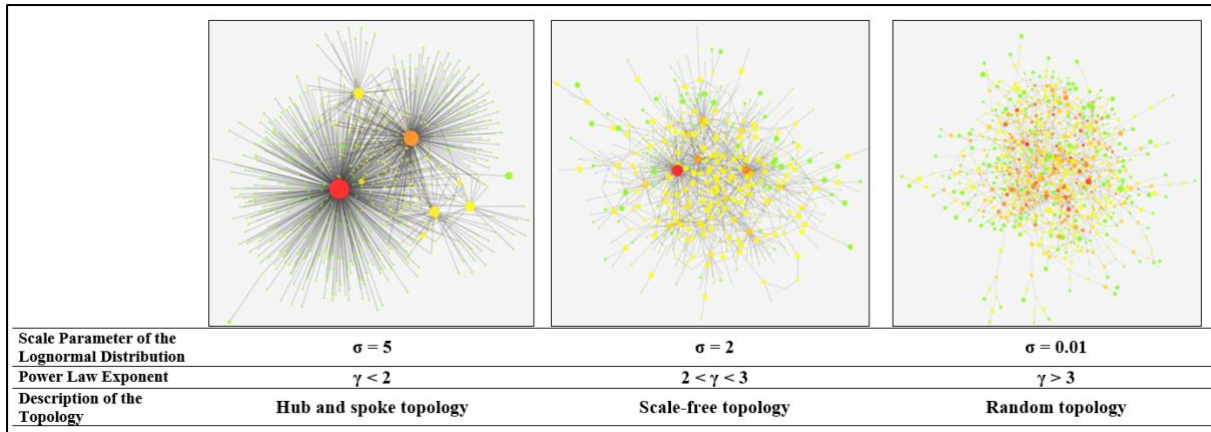 Scale Parameter of the
Lognormal Distribution
σ = 5
σ = 2
σ = 0.01
Power Law Exponent
γ < 2
2 < γ < 3
γ > 3
Description of the
Topology
Hub and spoke topology
Scale-free topology
Random topology